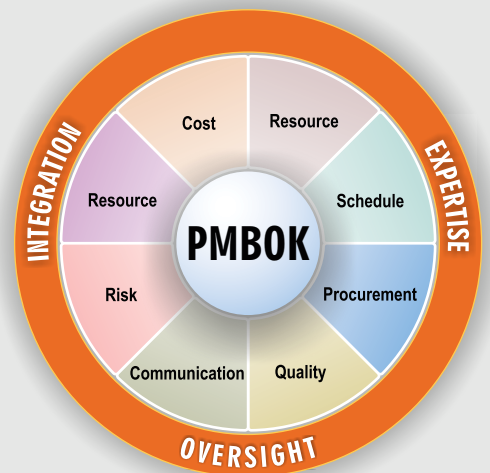 Cost
Resource
Resource
Schedule
INTEGRATION
EXPERTISE
PMBOK
Risk
Procurement
Communication
Quality
OVERSIGHT